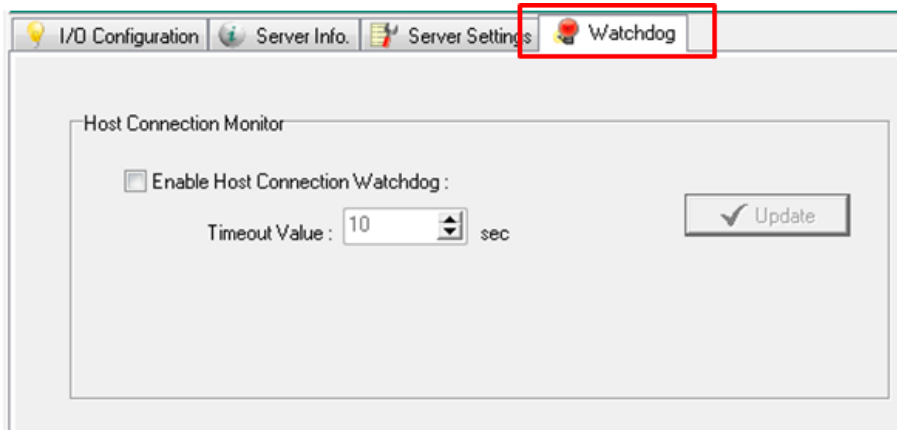 I/O Configuration Server Info. Server Settings Watchdog
Host Connection Monitor
Enable Host Connection Watchdog :
Timeout Value : 10 sec
Update